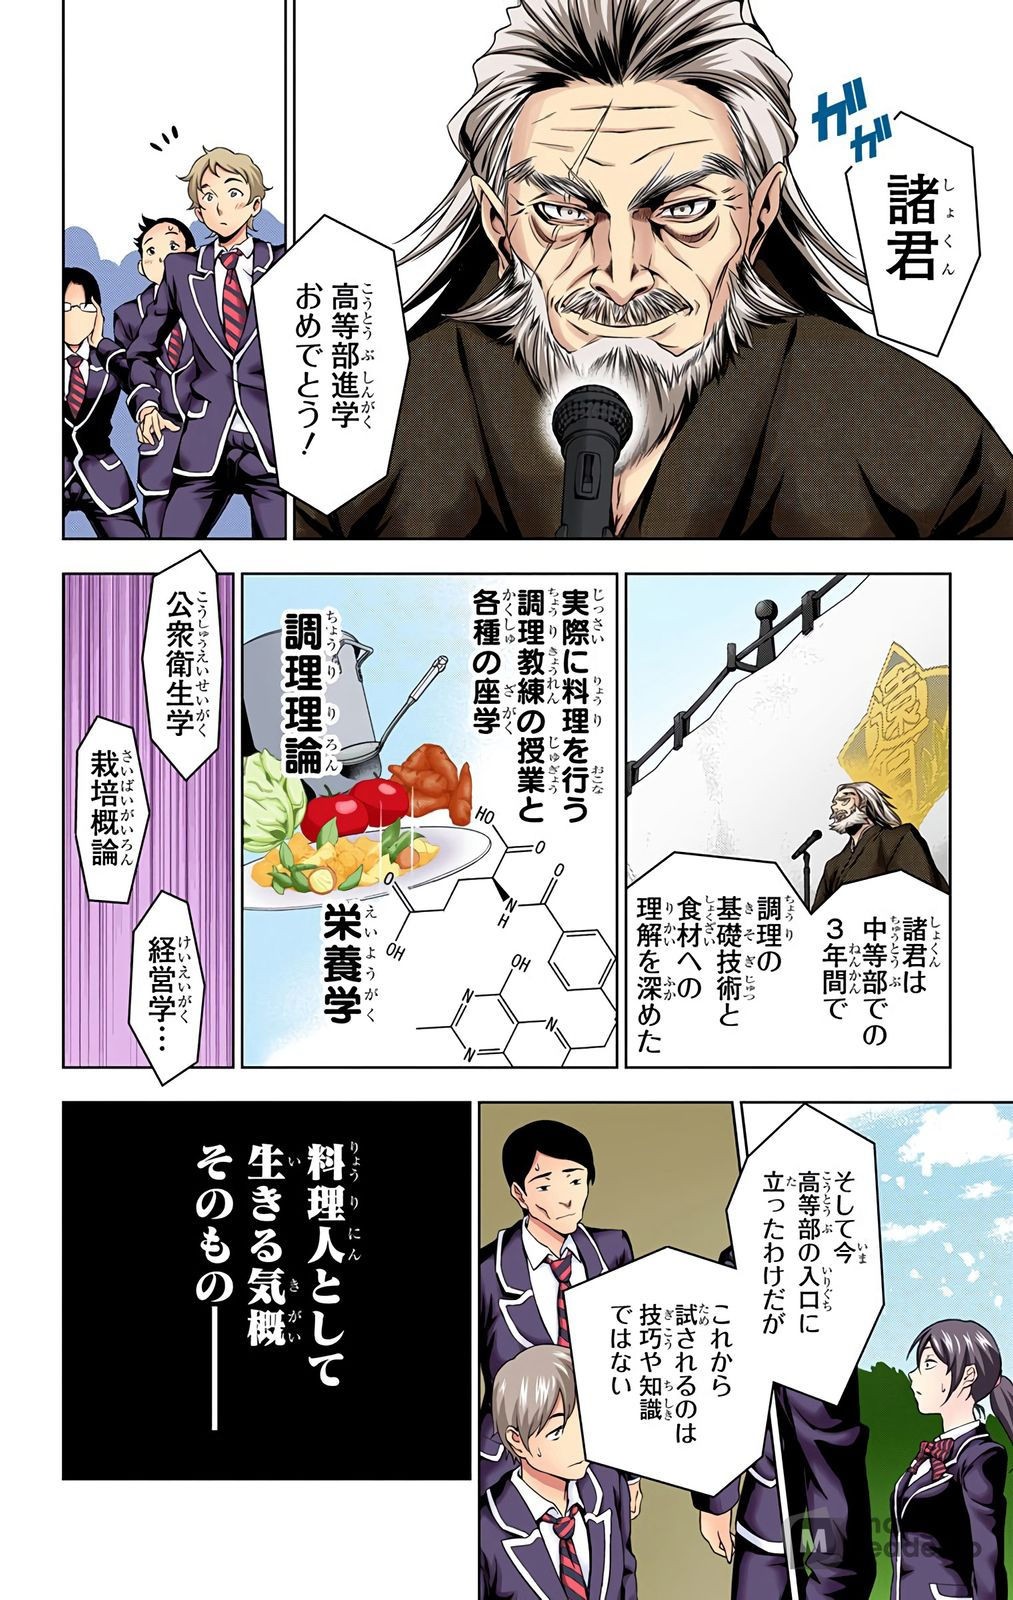 ガガ
諸君
高等部進学
おめでとう!
諸君は
中等部での
3年間で
調理の
基礎技術と
食材への
理解を深めた
実際に料理を行う
調理教練の授業と
各種の座学
調理理論
栄養学
公衆衛生学
栽培概論
経営学…
そして今
高等部の入口に
立ったわけだが
これから
試されるのは
技巧や知識
ではない
料理人として
生きる気概
そのもの――